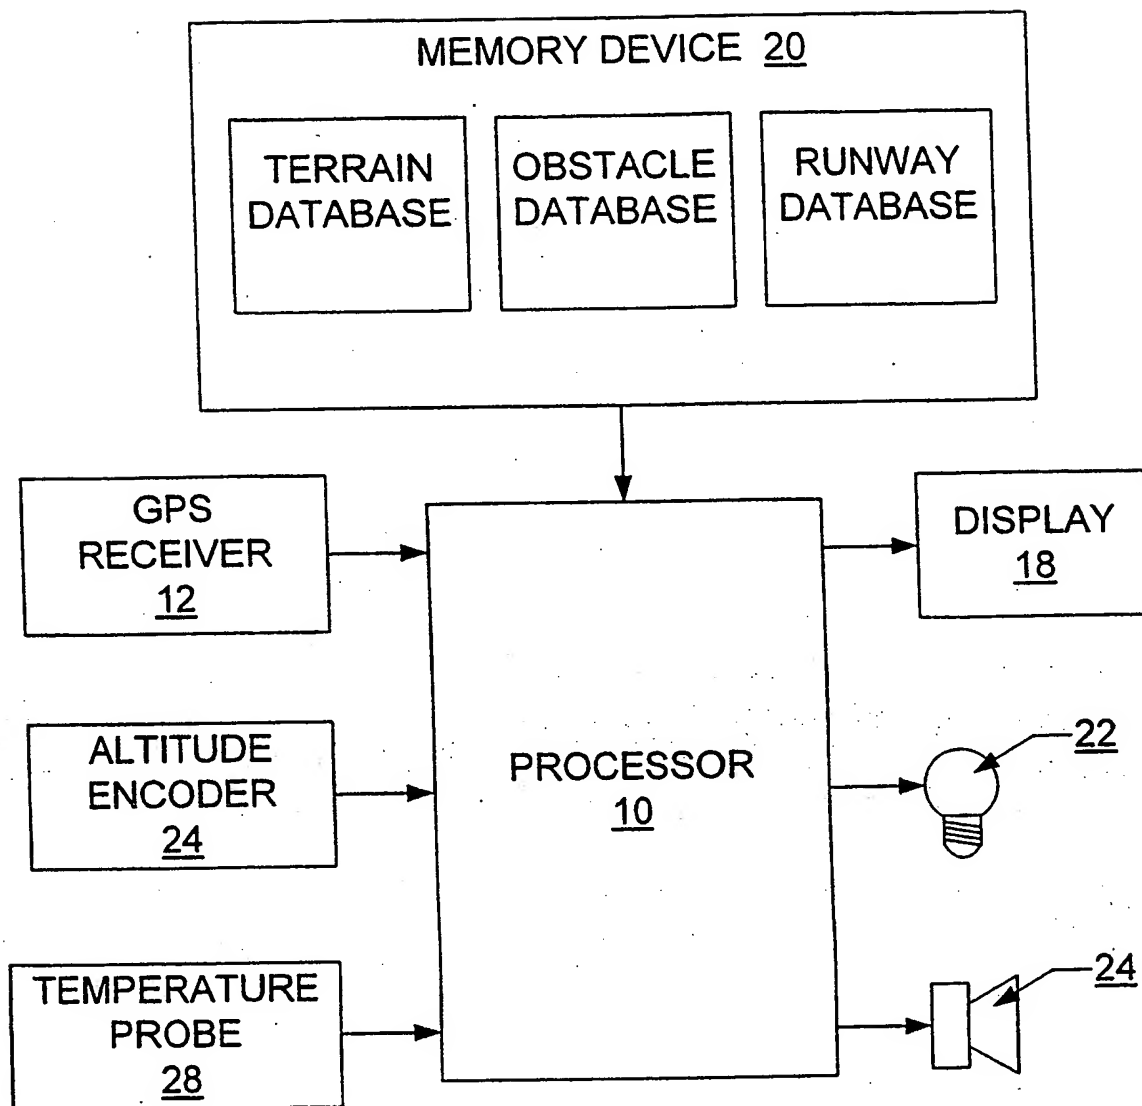 MEMORY DEVICE 20
TERRAIN
DATABASE
OBSTACLE
DATABASE
RUNWAY
DATABASE
GPS
RECEIVER
12
DISPLAY
18
ALTITUDE
ENCODER
24
PROCESSOR
10
22
TEMPERATURE
PROBE
28
24